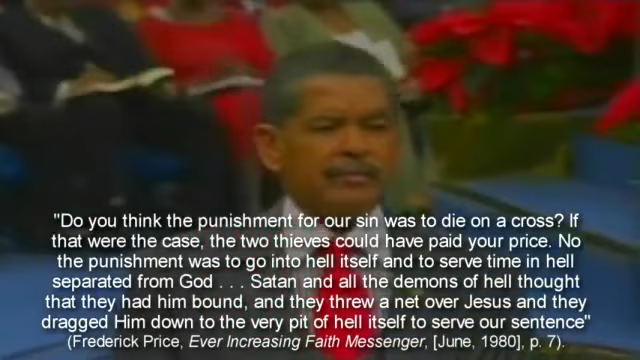 "Do you think the punishment for our sin was to die on a cross? If
that were the case, the two thieves could have paid your price. No
the punishment was to go into hell itself and to serve time in hell
separated from God . . . Satan and all the demons of hell thought
that they had him bound, and they threw a net over Jesus and they
dragged Him down to the very pit of hell itself to serve our sentence"
(Frederick Price, Ever Increasing Faith Messenger, [June, 1980], p. 7).